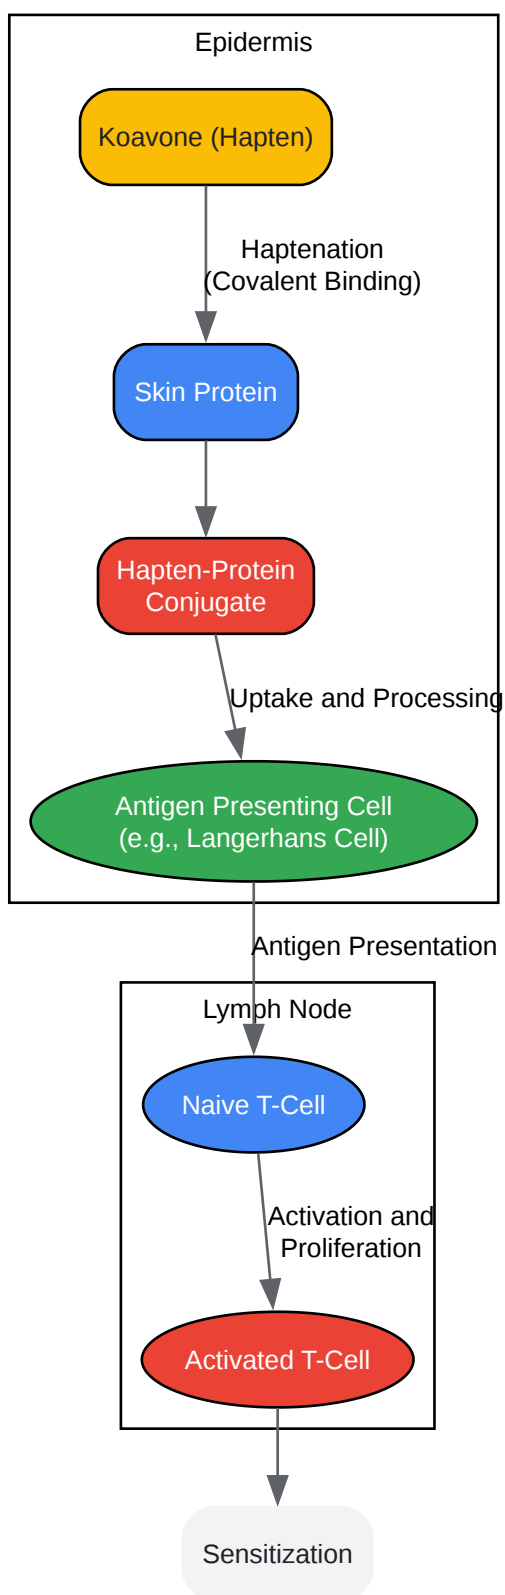 Epidermis
Koavone (Hapten)
Haptenation
(Covalent Binding)
Skin Protein
Hapten-Protein
Conjugate
Uptake and Processing
Antigen Presenting Cell
(e.g., Langerhans Cell)
Antigen Presentation
Lymph Node
Naive T-Cell
Activation and
Proliferation
Activated T-Cell
Sensitization